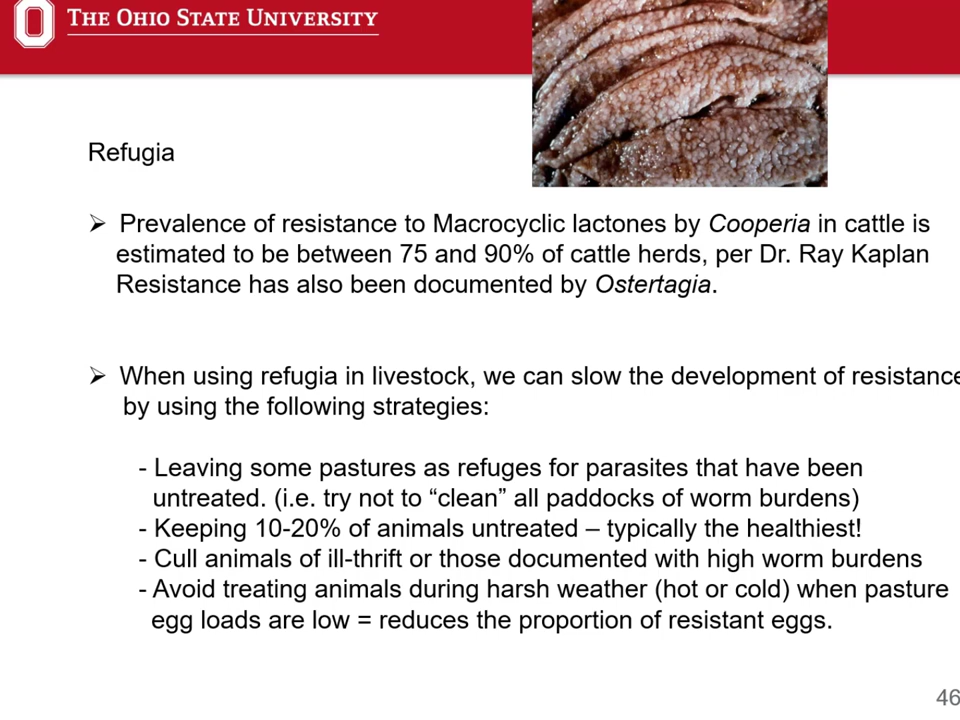 THE OHIO STATE UNIVERSITY
Refugia
➢ Prevalence of resistance to Macrocyclic lactones by Cooperia in cattle is
estimated to be between 75 and 90% of cattle herds, per Dr. Ray Kaplan
Resistance has also been documented by Ostertagia.
➢ When using refugia in livestock, we can slow the development of resistance
by using the following strategies:
- Leaving some pastures as refuges for parasites that have been
untreated. (i.e. try not to “clean” all paddocks of worm burdens)
- Keeping 10-20% of animals untreated – typically the healthiest!
- Cull animals of ill-thrift or those documented with high worm burdens
- Avoid treating animals during harsh weather (hot or cold) when pasture
egg loads are low = reduces the proportion of resistant eggs.
46